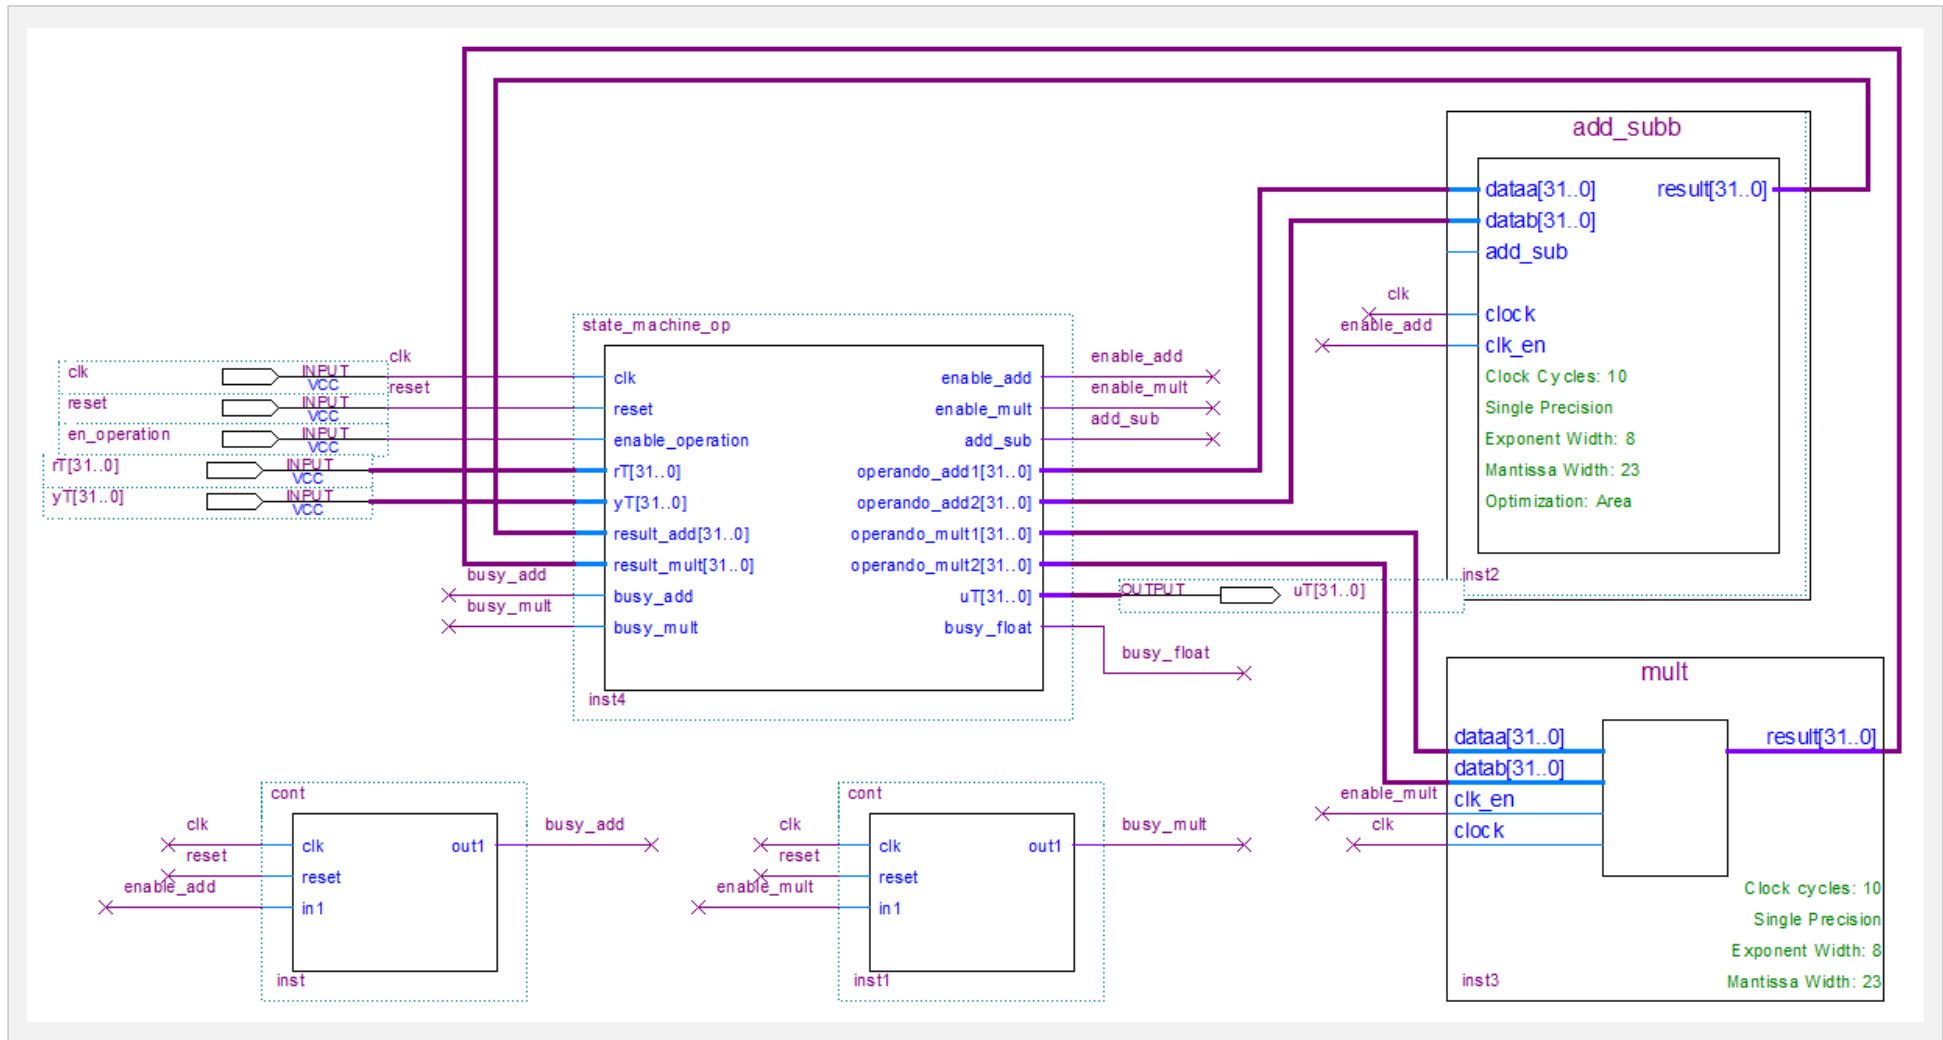 add_subb
dataa[31..0]
result[31..0]
datab[31..0]
add_sub
clk
clock
enable_add
clk_en
Clock Cycles: 10
Single Precision
Exponent Width: 8
Mantissa Width: 23
Optimization: Area
inst2
clk
INPUT
VCC
clk
reset
INPUT
VCC
reset
en_operation
INPUT
VCC
rT[31..0]
INPUT
VCC
yT[31..0]
INPUT
VCC
state_machine_op
clk
reset
enable_operation
rT[31..0]
yT[31..0]
result_add[31..0]
result_mult[31..0]
busy_add
busy_mult
busy_add
busy_mult
enable_add
enable_mult
add_sub
operando_add1[31..0]
operando_add2[31..0]
operando_mult1[31..0]
operando_mult2[31..0]
uT[31..0]
busy_float
inst4
enable_add
enable_mult
add_sub
OUTPUT
uT[31..0]
busy_float
mult
dataa[31..0]
result[31..0]
datab[31..0]
enable_mult
clk_en
clk
clock
Clock cycles: 10
Single Precision
Exponent Width: 8
Mantissa Width: 23
inst3
cont
clk
clk
out1
busy_add
reset
reset
enable_add
in1
inst
cont
clk
clk
out1
busy_mult
reset
reset
enable_mult
in1
inst1